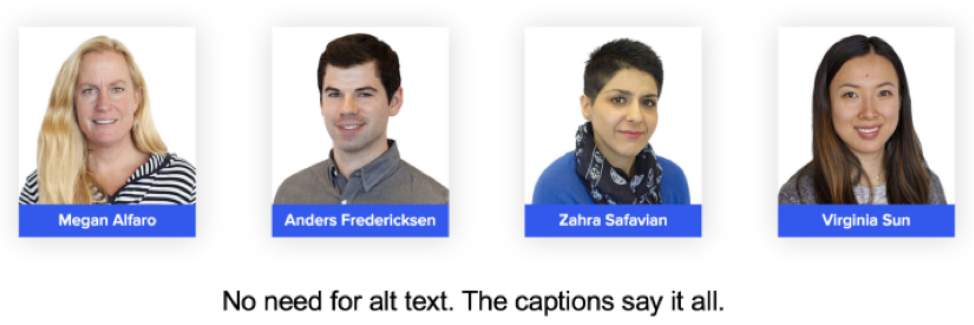 Megan Alfaro
Anders Fredericksen
Zahra Safavian
Virginia Sun
No need for alt text. The captions say it all.